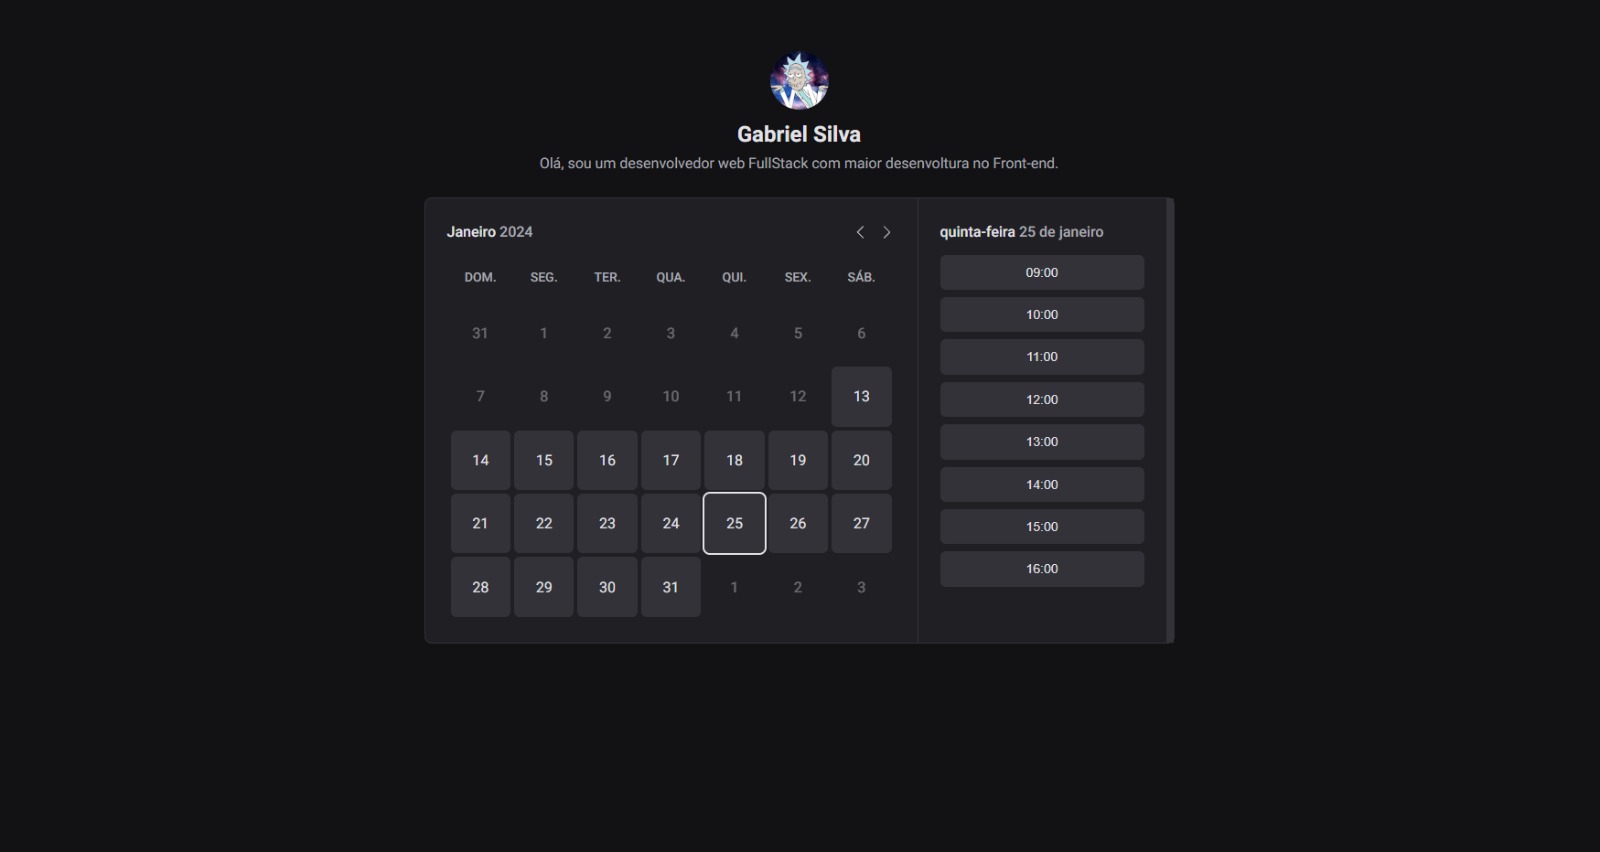 Gabriel Silva
Olá, sou um desenvolvedor web FullStack com maior desenvoltura no Front-end.
Janeiro 2024
DOM. SEG. TER. QUA. QUI. SEX. SÁB.
31 1 2 3 4 5 6
7 8 9 10 11 12 13
14 15 16 17 18 19 20
21 22 23 24 25 26 27
28 29 30 31 1 2 3
quinta-feira 25 de janeiro
09:00
10:00
11:00
12:00
13:00
14:00
15:00
16:00